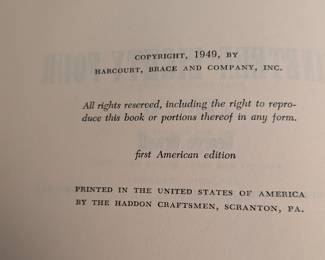 COPYRIGHT, 1949, BY
HARCOURT, BRACE AND COMPANY, INC.
All rights reserved, including the right to repro-
duce this book or portions thereof in any form.
first American edition
PRINTED IN THE UNITED STATES OF AMERICA
BY THE HADDON CRAFTSMEN, SCRANTON, PA.